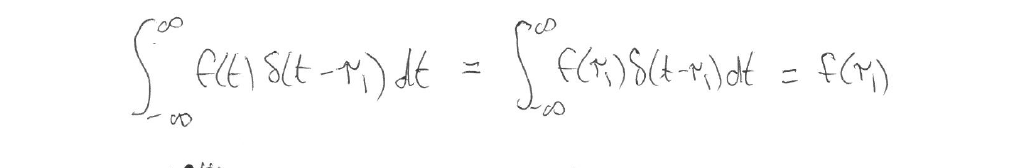 ∫_{-∞}^{∞} f(t) δ(t-τ₁) dt = ∫_{-∞}^{∞} f(τ₁) δ(t-τ₁) dt = f(τ₁)